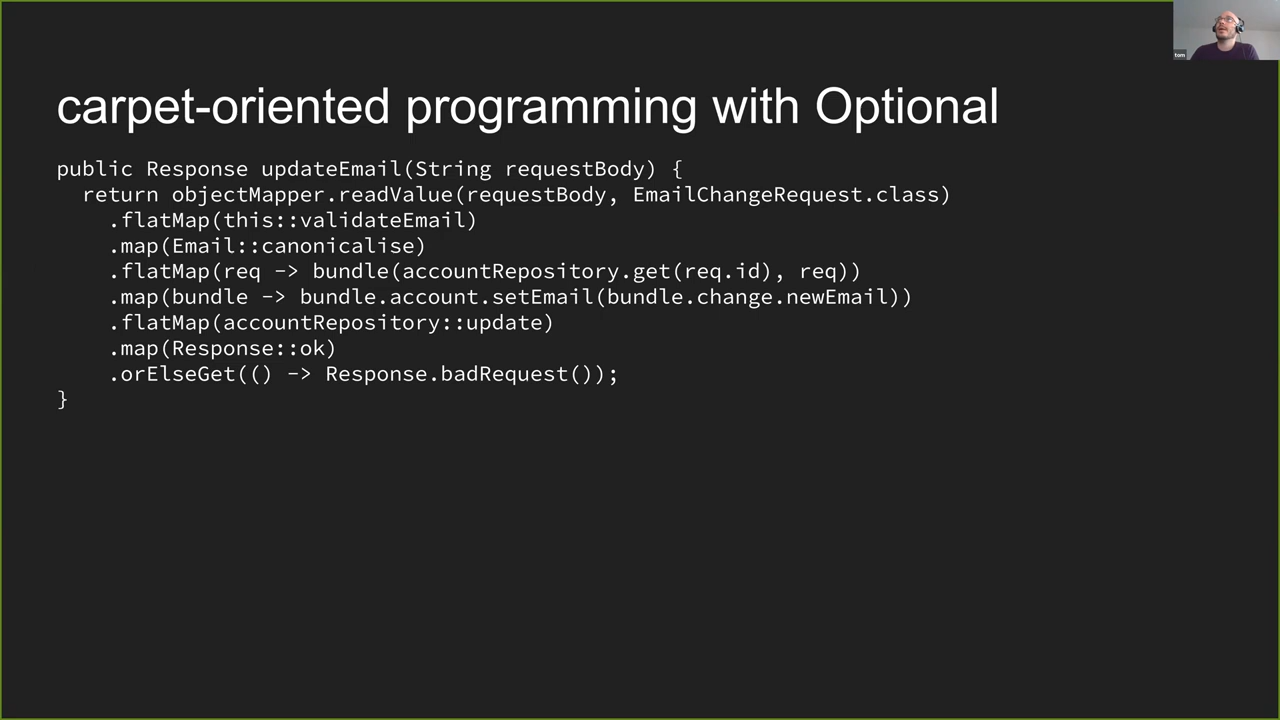 carpet-oriented programming with Optional
public Response updateEmail(String requestBody) {
  return objectMapper.readValue(requestBody, EmailChangeRequest.class)
    .flatMap(this::validateEmail)
    .map(Email::canonicalise)
    .flatMap(req -> bundle(accountRepository.get(req.id), req))
    .map(bundle -> bundle.account.setEmail(bundle.change.newEmail))
    .flatMap(accountRepository::update)
    .map(Response::ok)
    .orElseGet(() -> Response.badRequest());
}
tom